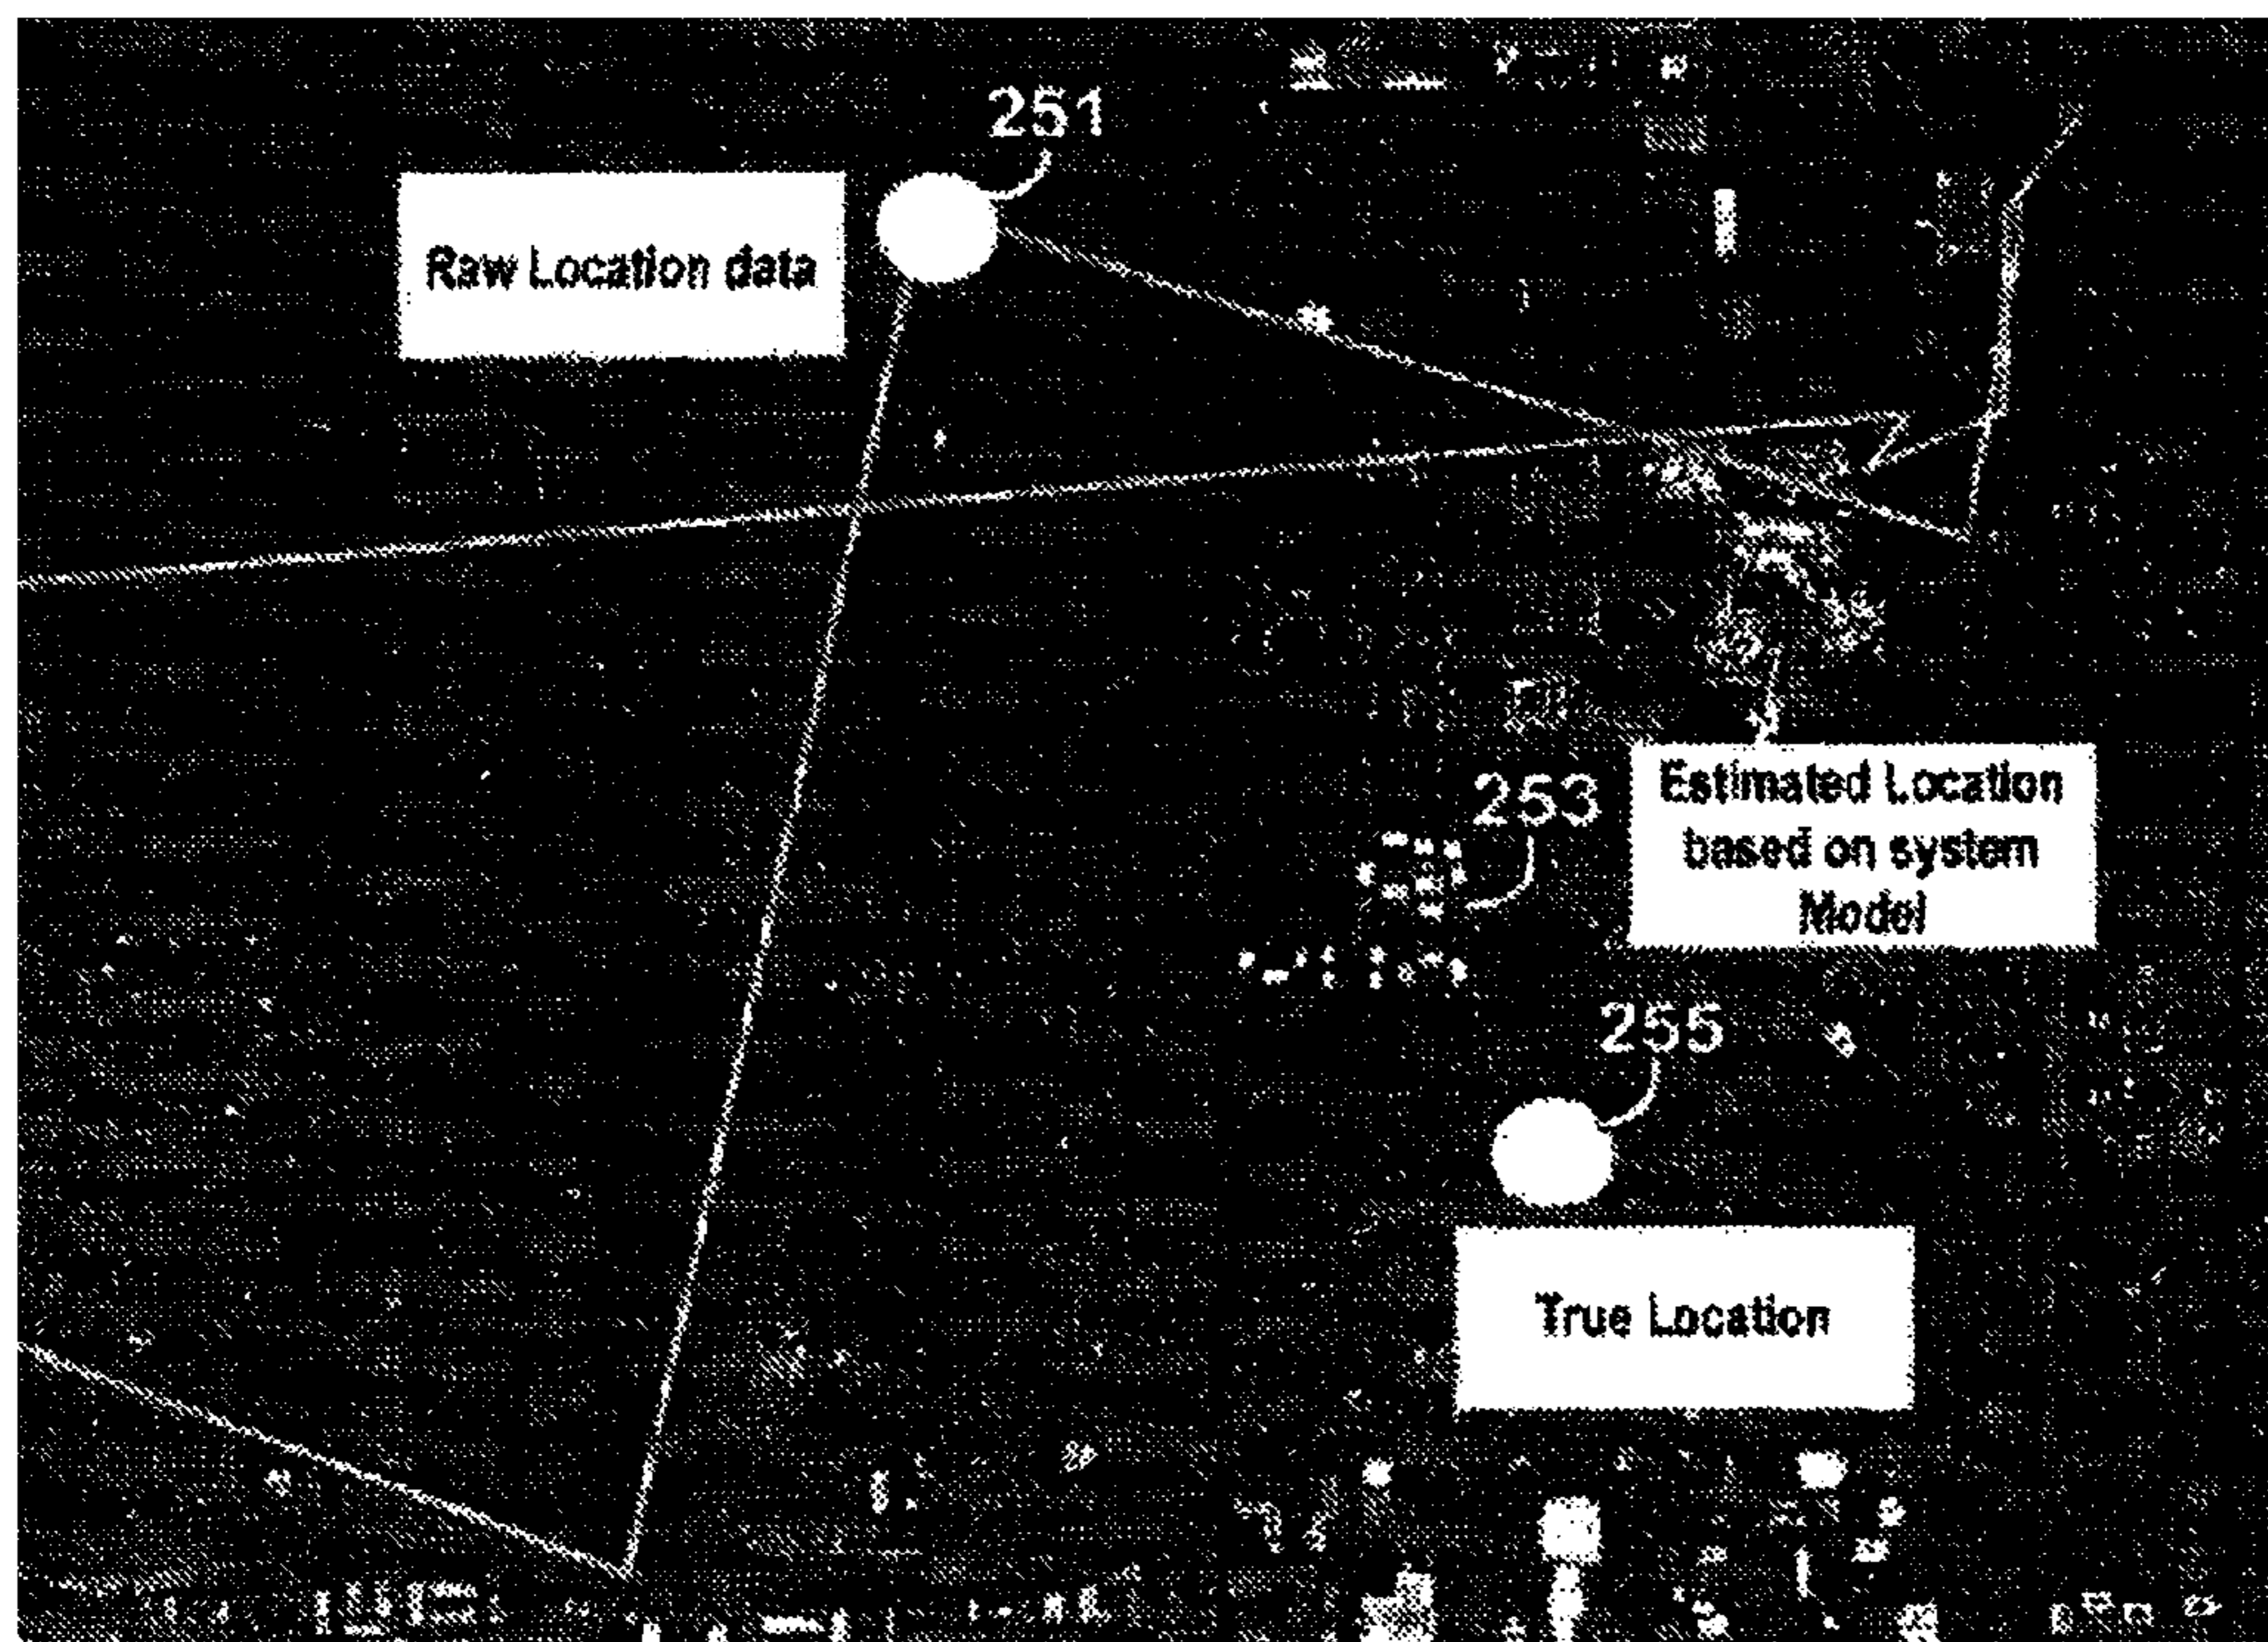 251
Raw Location data
253
Estimated Location
based on system
Model
255
True Location